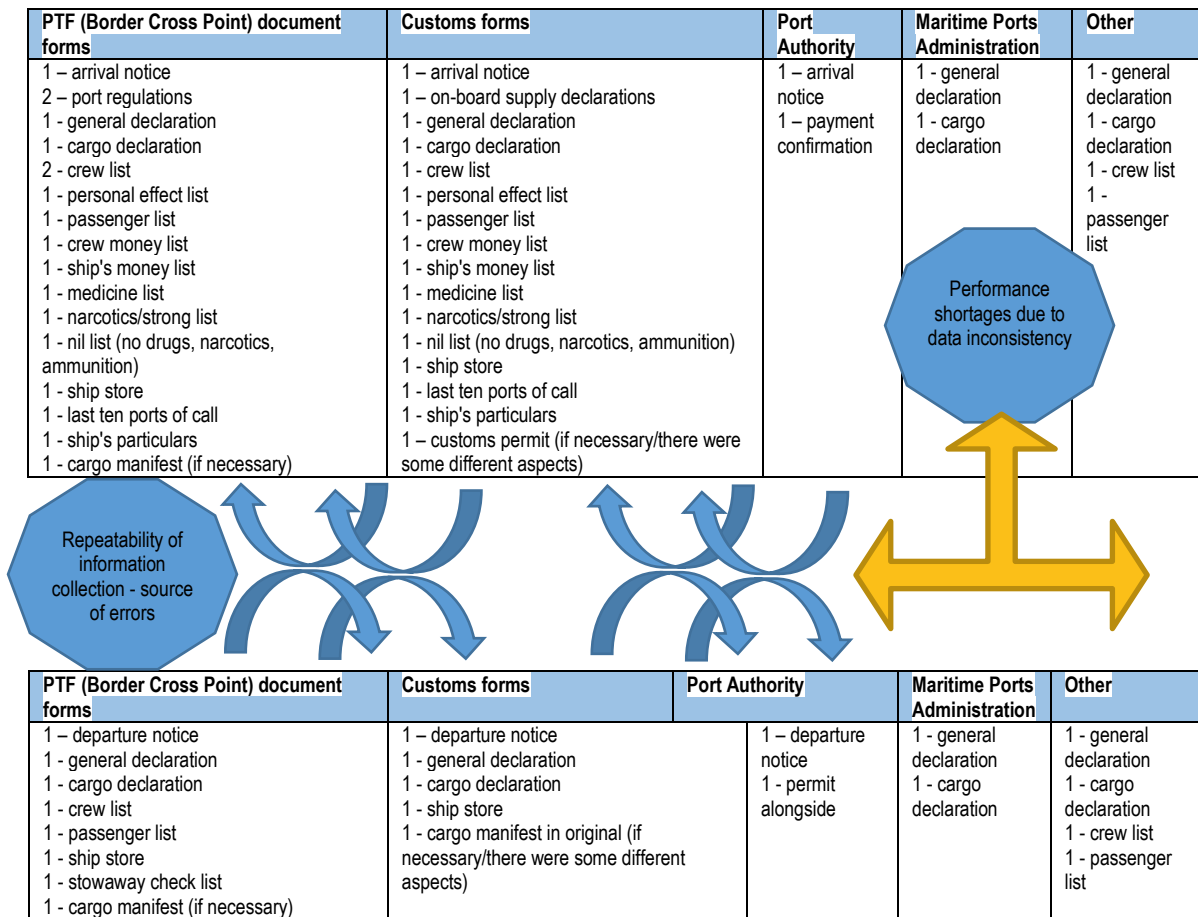 PTF (Border Cross Point) document
forms
1 – arrival notice
2 – port regulations
1 - general declaration
1 - cargo declaration
2 - crew list
1 - personal effect list
1 - passenger list
1 - crew money list
1 - ship's money list
1 - medicine list
1 - narcotics/strong list
1 - nil list (no drugs, narcotics,
ammunition)
1 - ship store
1 - last ten ports of call
1 - ship's particulars
1 - cargo manifest (if necessary)
Customs forms
1 – arrival notice
1 – on-board supply declarations
1 - general declaration
1 - cargo declaration
1 - crew list
1 - personal effect list
1 - passenger list
1 - crew money list
1 - ship's money list
1 - medicine list
1 - narcotics/strong list
1 - nil list (no drugs, narcotics, ammunition)
1 - ship store
1 - last ten ports of call
1 - ship's particulars
1 – customs permit (if necessary/there were
some different aspects)
Port
Authority
1 – arrival
notice
1 – payment
confirmation
Maritime Ports
Administration
1 - general
declaration
1 - cargo
declaration
Other
1 - general
declaration
1 - cargo
declaration
1 - crew list
1 -
passenger
list
Performance
shortages due to
data inconsistency
Repeatability of
information
collection - source
of errors
PTF (Border Cross Point) document
forms
1 – departure notice
1 - general declaration
1 - cargo declaration
1 - crew list
1 - passenger list
1 - ship store
1 - stowaway check list
1 - cargo manifest (if necessary)
Customs forms
1 – departure notice
1 - general declaration
1 - cargo declaration
1 - ship store
1 - cargo manifest in original (if
necessary/there were some different
aspects)
Port Authority
1 – departure
notice
1 - permit
alongside
Maritime Ports
Administration
1 - general
declaration
1 - cargo
declaration
Other
1 - general
declaration
1 - cargo
declaration
1 - crew list
1 - passenger
list